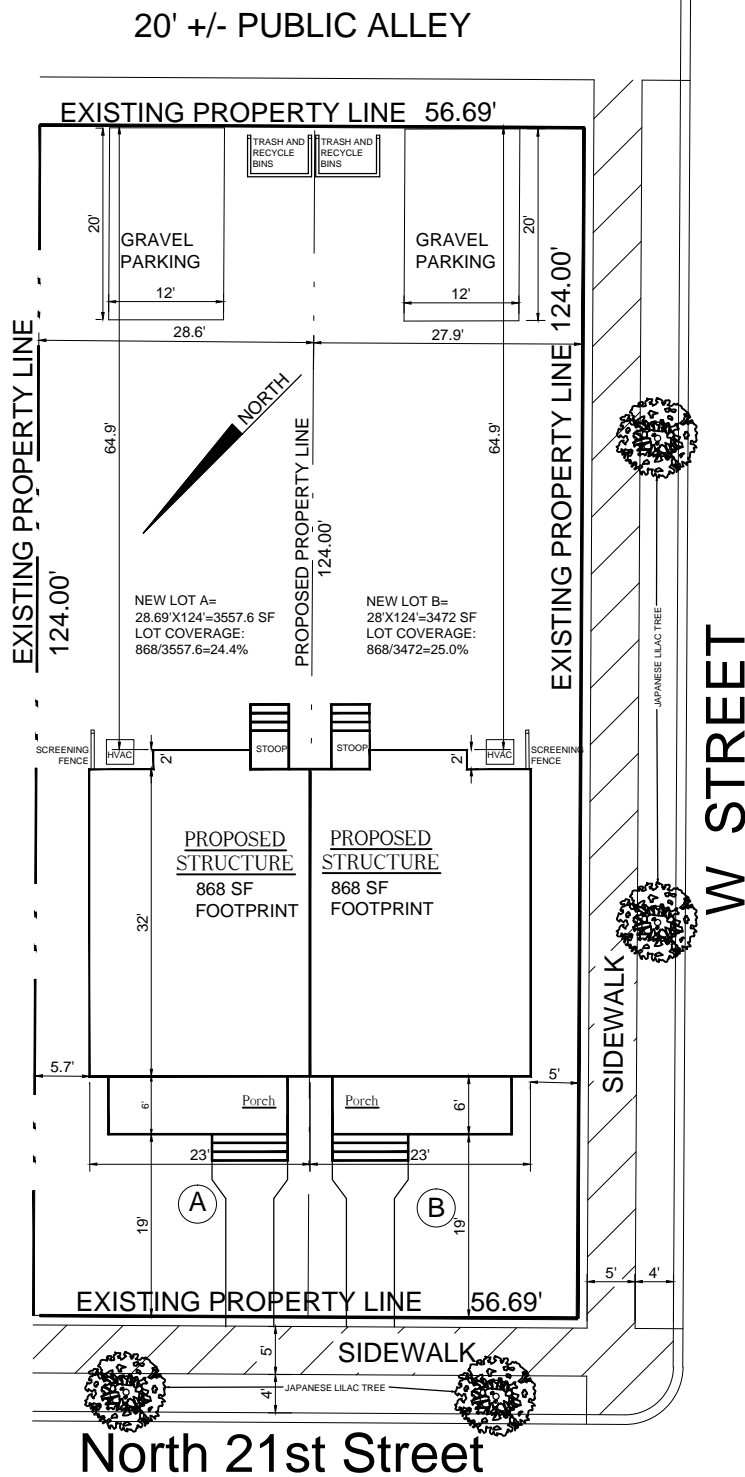 20' +/- PUBLIC ALLEY
EXISTING PROPERTY LINE 56.69'
TRASH AND
RECYCLE
BINS
TRASH AND
RECYCLE
BINS
20'
GRAVEL
PARKING
12'
GRAVEL
PARKING
12'
20'
28.6'
27.9'
EXISTING PROPERTY LINE 124.00'
EXISTING PROPERTY LINE
124.00'
NORTH
64.9'
64.9'
PROPOSED PROPERTY LINE
124.00'
NEW LOT A=
28.69'X124'=3557.6 SF
LOT COVERAGE:
868/3557.6=24.4%
NEW LOT B=
28'X124'=3472 SF
LOT COVERAGE:
868/3472=25.0%
JAPANESE LILAC TREE
W STREET
SCREENING
FENCE
HVAC
2'
STOOP
STOOP
2'
HVAC
SCREENING
FENCE
PROPOSED
STRUCTURE
868 SF
FOOTPRINT
PROPOSED
STRUCTURE
868 SF
FOOTPRINT
32'
SIDEWALK
5.7'
5'
6'
Porch
Porch
6'
23'
23'
A
B
19'
19'
5'
4'
EXISTING PROPERTY LINE 56.69'
5'
SIDEWALK
4'
JAPANESE LILAC TREE
North 21st Street